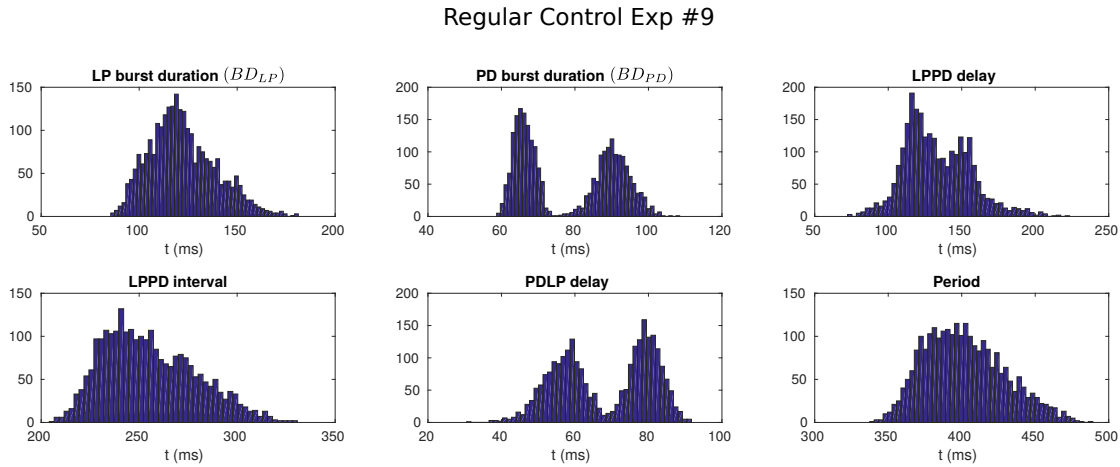 Regular Control Exp #9
LP burst duration (BD_{LP})
150
100
50
0
50 100 150 200
t (ms)
PD burst duration (BD_{PD})
200
150
100
50
0
40 60 80 100 120
t (ms)
LPPD delay
200
150
100
50
0
50 100 150 200 250
t (ms)
LPPD interval
150
100
50
0
200 250 300 350
t (ms)
PDLP delay
200
150
100
50
0
20 40 60 80 100
t (ms)
Period
150
100
50
0
300 350 400 450 500
t (ms)